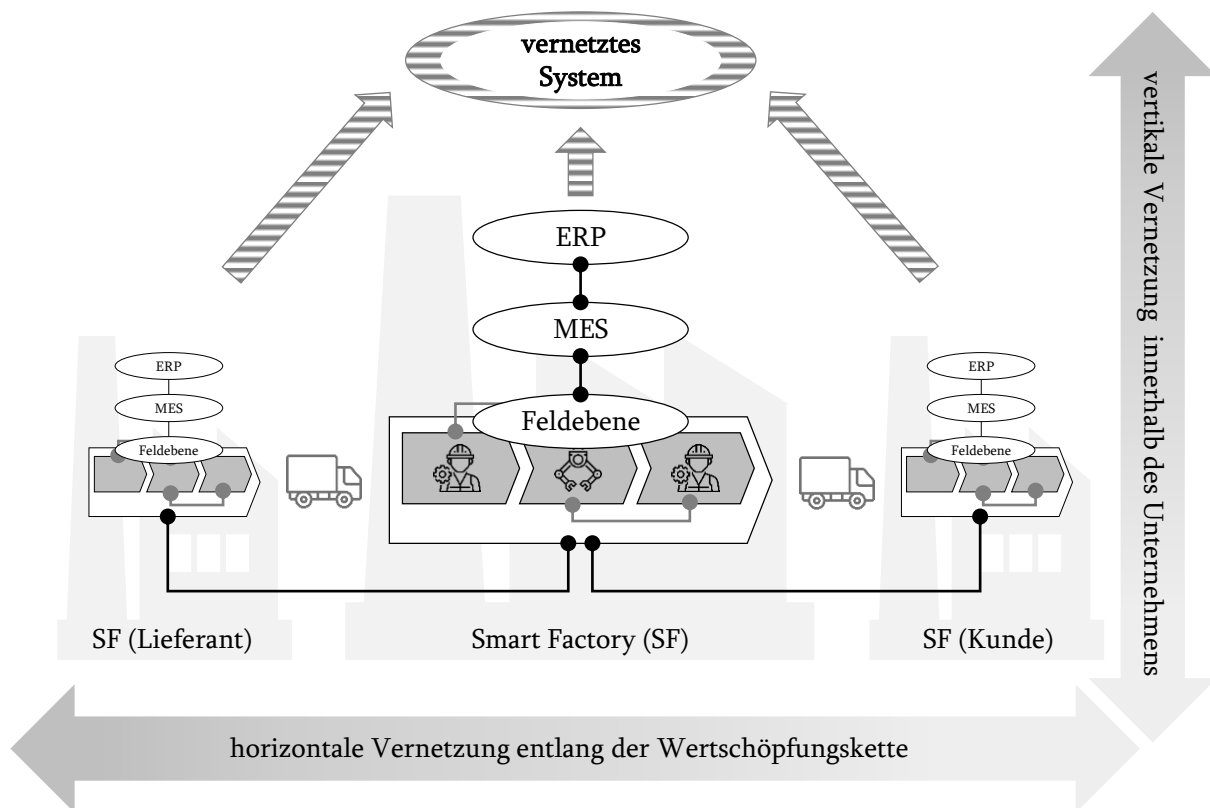 vernetztes
System
ERP
MES
Feldebene
ERP
MES
Feldebene
ERP
MES
Feldebene
SF (Lieferant)
Smart Factory (SF)
SF (Kunde)
vertikale Vernetzung innerhalb des Unternehmens
horizontale Vernetzung entlang der Wertschöpfungskette